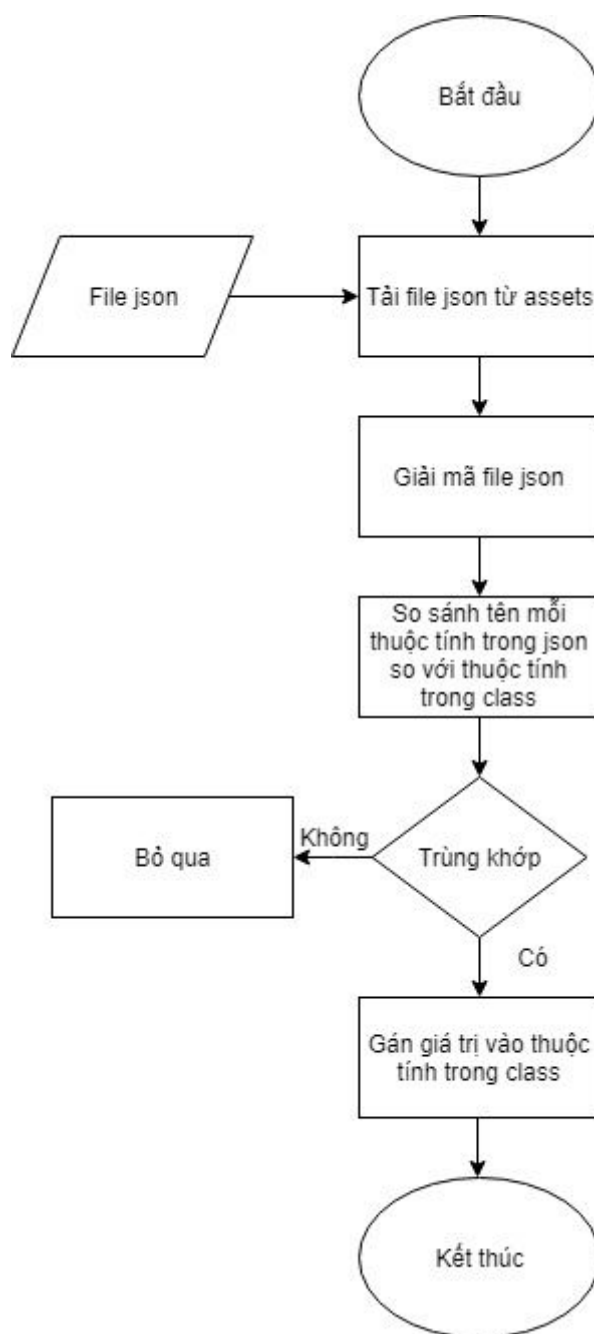 Bắt đầu
File json
Tải file json từ assets
Giải mã file json
So sánh tên mỗi
thuộc tính trong json
so với thuộc tính
trong class
Không
Bỏ qua
Trùng khớp
Có
Gán giá trị vào thuộc
tính trong class
Kết thúc